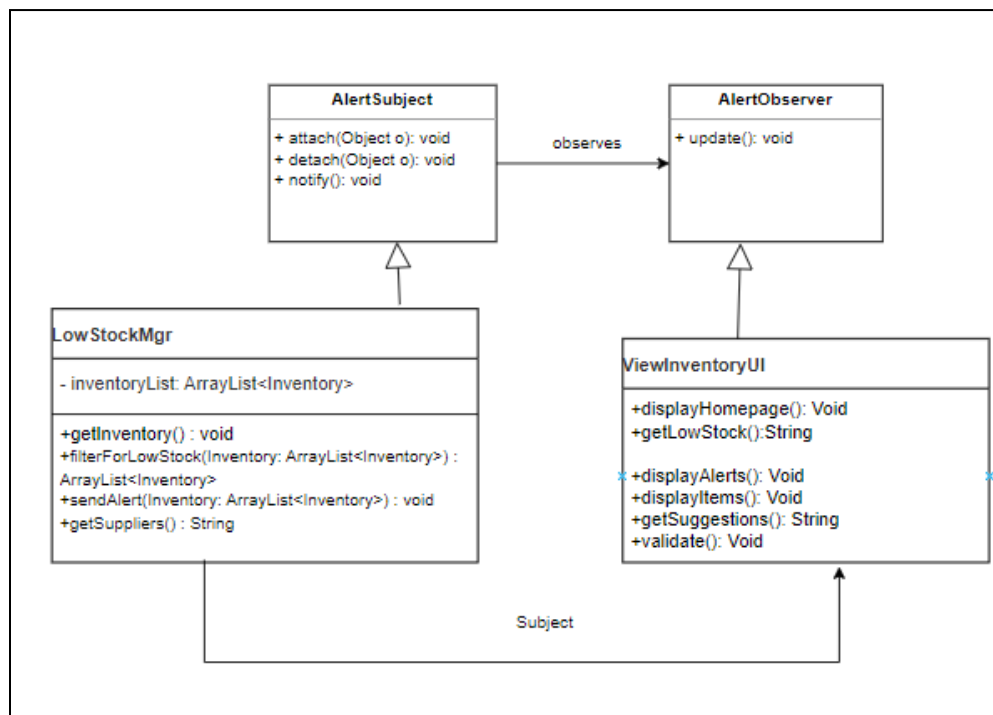 AlertSubject
+ attach(Object o): void
+ detach(Object o): void
+ notify(): void
observes
AlertObserver
+ update(): void
LowStockMgr
- inventoryList: ArrayList<Inventory>
+getInventory() : void
+filterForLowStock(Inventory: ArrayList<Inventory>) :
ArrayList<Inventory>
+sendAlert(Inventory: ArrayList<Inventory>) : void
+getSuppliers() : String
ViewInventoryUI
+displayHomepage(): Void
+getLowStock():String
+displayAlerts(): Void
+displayItems(): Void
+getSuggestions(): String
+validate(): Void
Subject